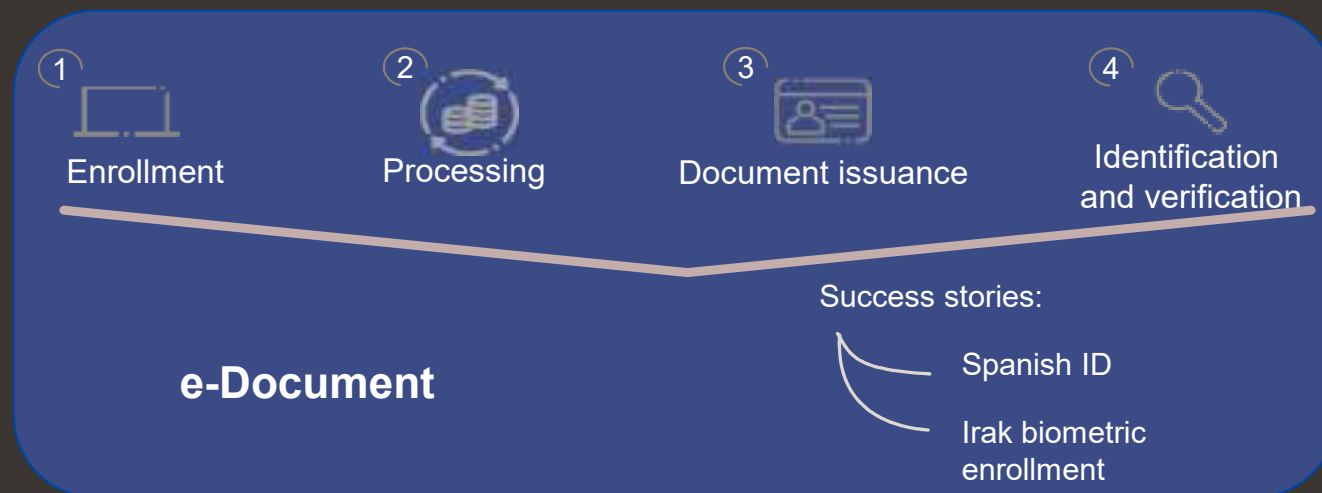 1
Enrollment
2
Processing
3
Document issuance
4
Identification
and verification
e-Document
Success stories:
Spanish ID
Irak biometric
enrollment